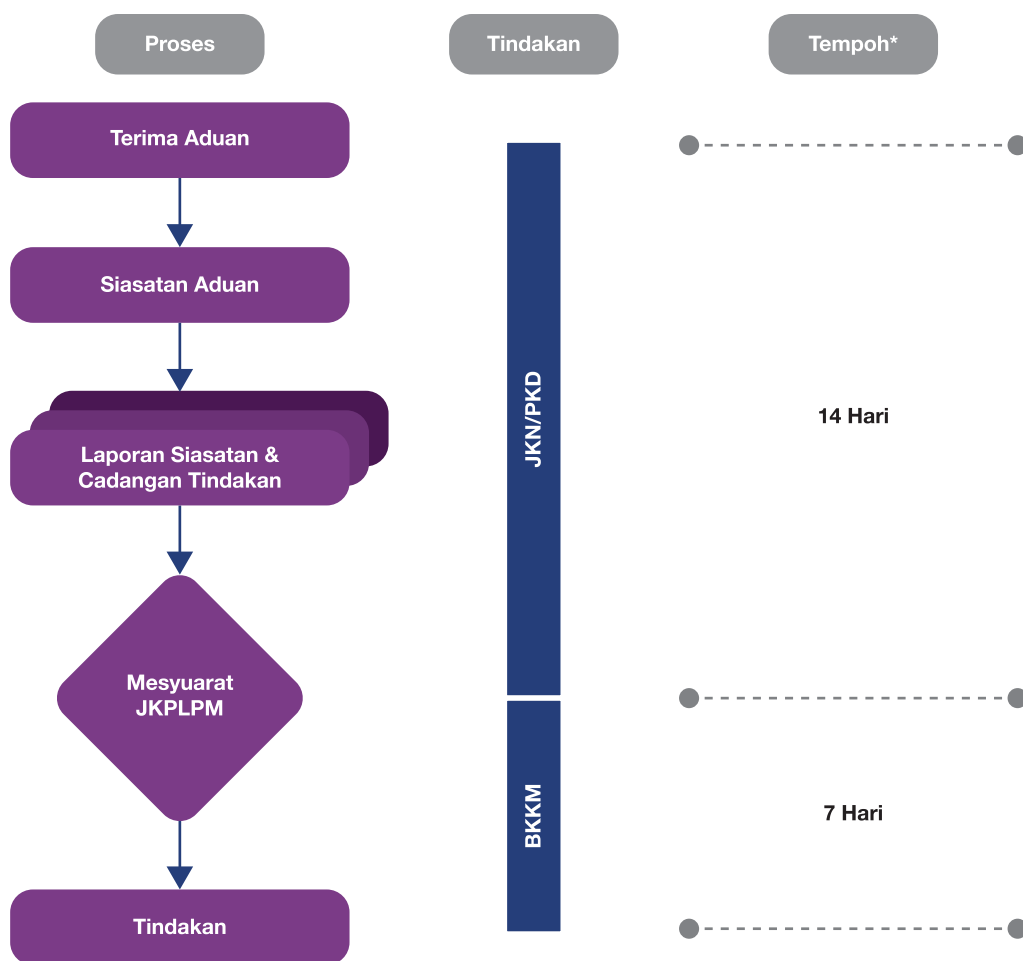 Proses
Tindakan
Tempoh*
Terima Aduan
Siasatan Aduan
Laporan Siasatan &
Cadangan Tindakan
Mesyuarat
JKPLPM
Tindakan
JKN/PKD
BKKM
14 Hari
7 Hari